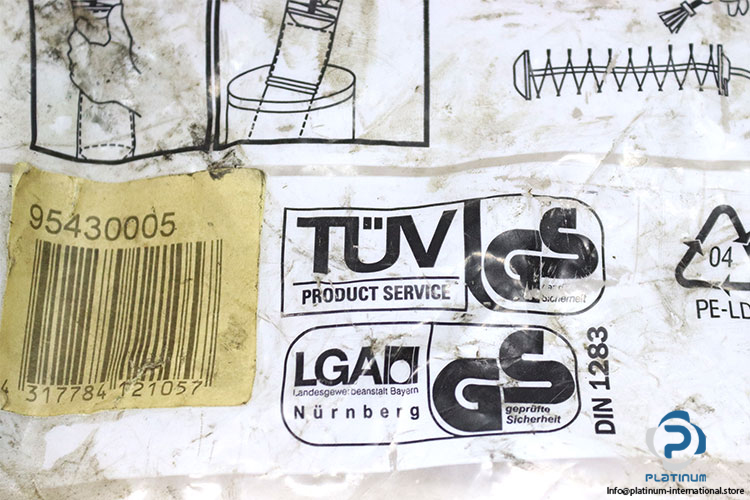 95430005
4 317784 121057
TÜV
PRODUCT SERVICE
GS
Sicherheit
LGA
Landesgewerbeanstalt Bayern
Nürnberg
GS
geprüfte
Sicherheit
DIN 1283
04
PE-LD
PLATINUM
Info@platinum-international.store